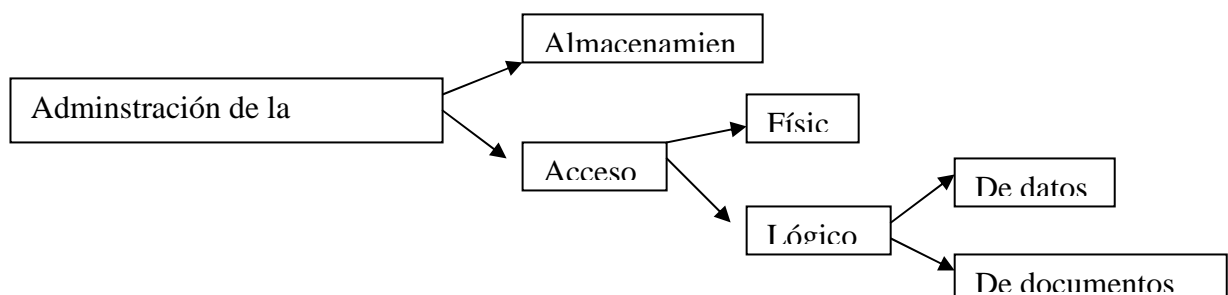 Almacenamien
Adminstración de la
Físic
Acceso
De datos
Lógico
De documentos